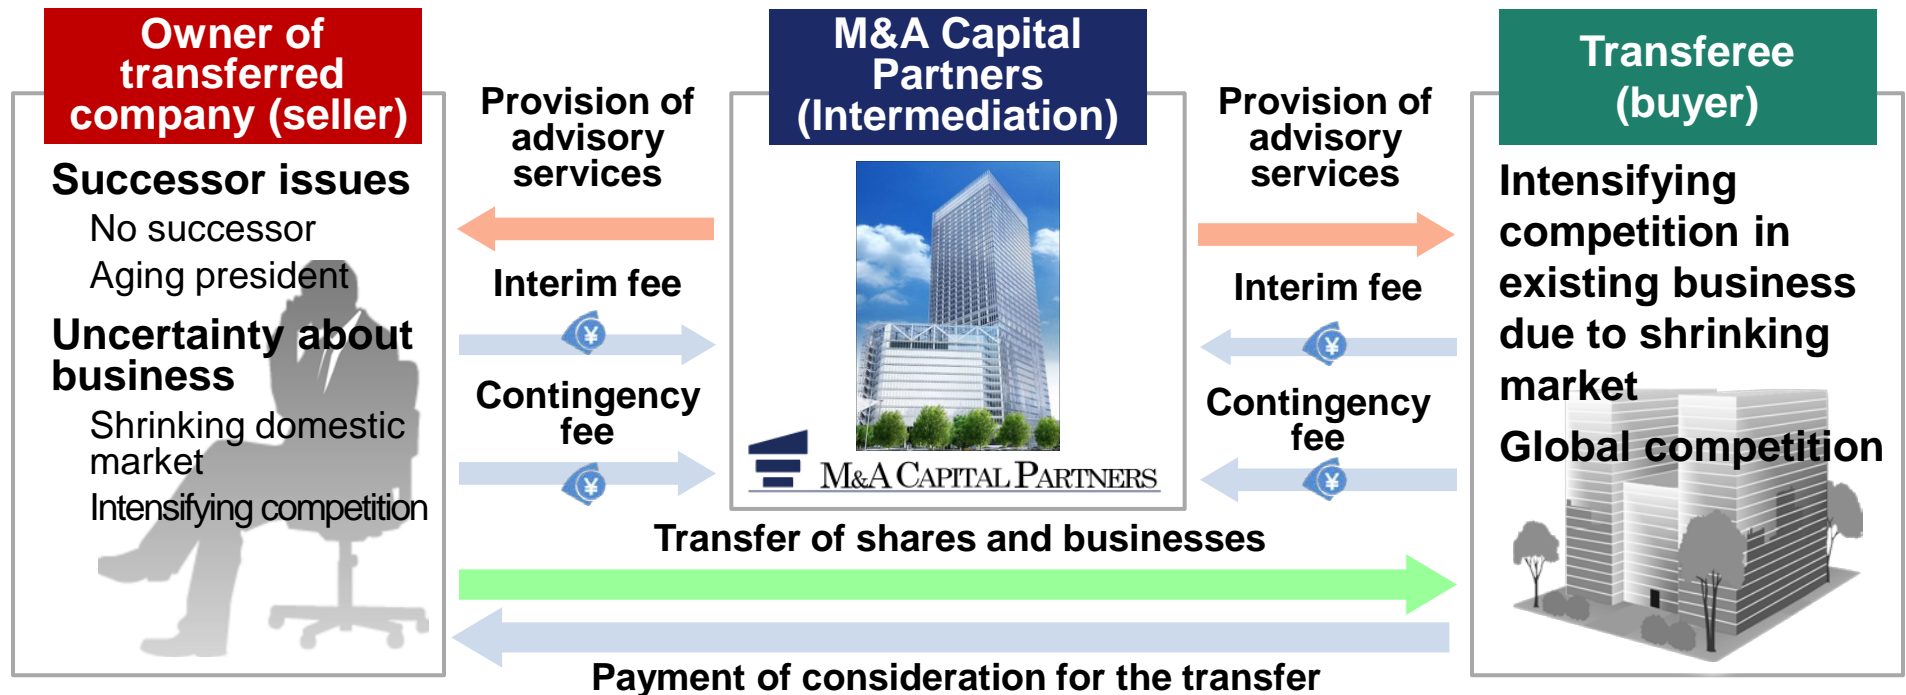 Owner of
transferred
company (seller)
Successor issues
No successor
Aging president
Uncertainty about
business
Shrinking domestic
market
Intensifying competition
Provision of
advisory
services
Interim fee
¥
Contingency
fee
¥
M&A Capital
Partners
(Intermediation)
M&A CAPITAL PARTNERS
Provision of
advisory
services
Interim fee
¥
Contingency
fee
¥
Transferee
(buyer)
Intensifying
competition in
existing business
due to shrinking
market
Global competition
Transfer of shares and businesses
Payment of consideration for the transfer